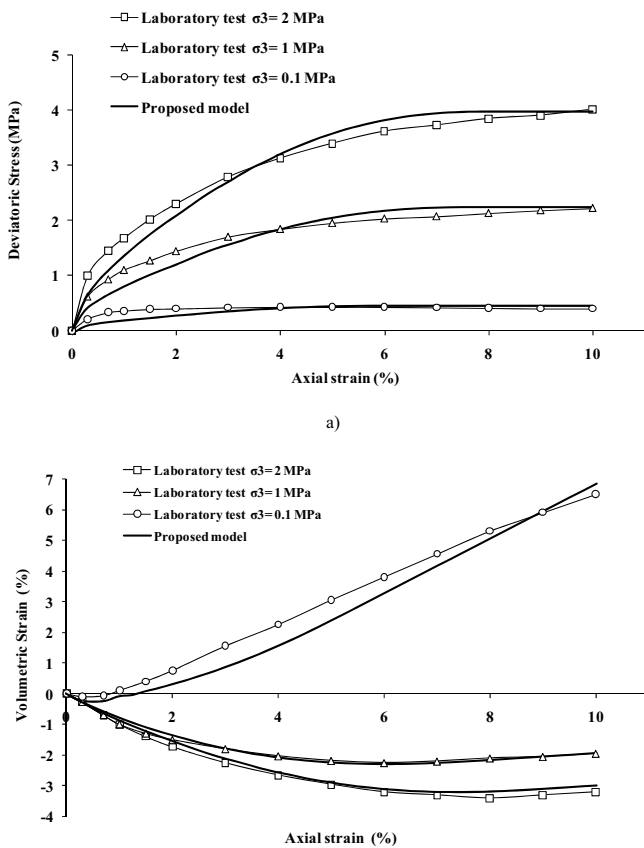 Laboratory test σ3= 2 MPa
Laboratory test σ3= 1 MPa
Laboratory test σ3= 0.1 MPa
Proposed model
5
4
3
2
1
0
Deviatoric Stress (MPa)
0 2 4 6 8 10
Axial strain (%)
a)
Laboratory test σ3= 2 MPa
Laboratory test σ3= 1 MPa
Laboratory test σ3= 0.1 MPa
Proposed model
7
6
5
4
3
2
1
0
-1
-2
-3
-4
Volumetric Strain (%)
0 2 4 6 8 10
Axial strain (%)